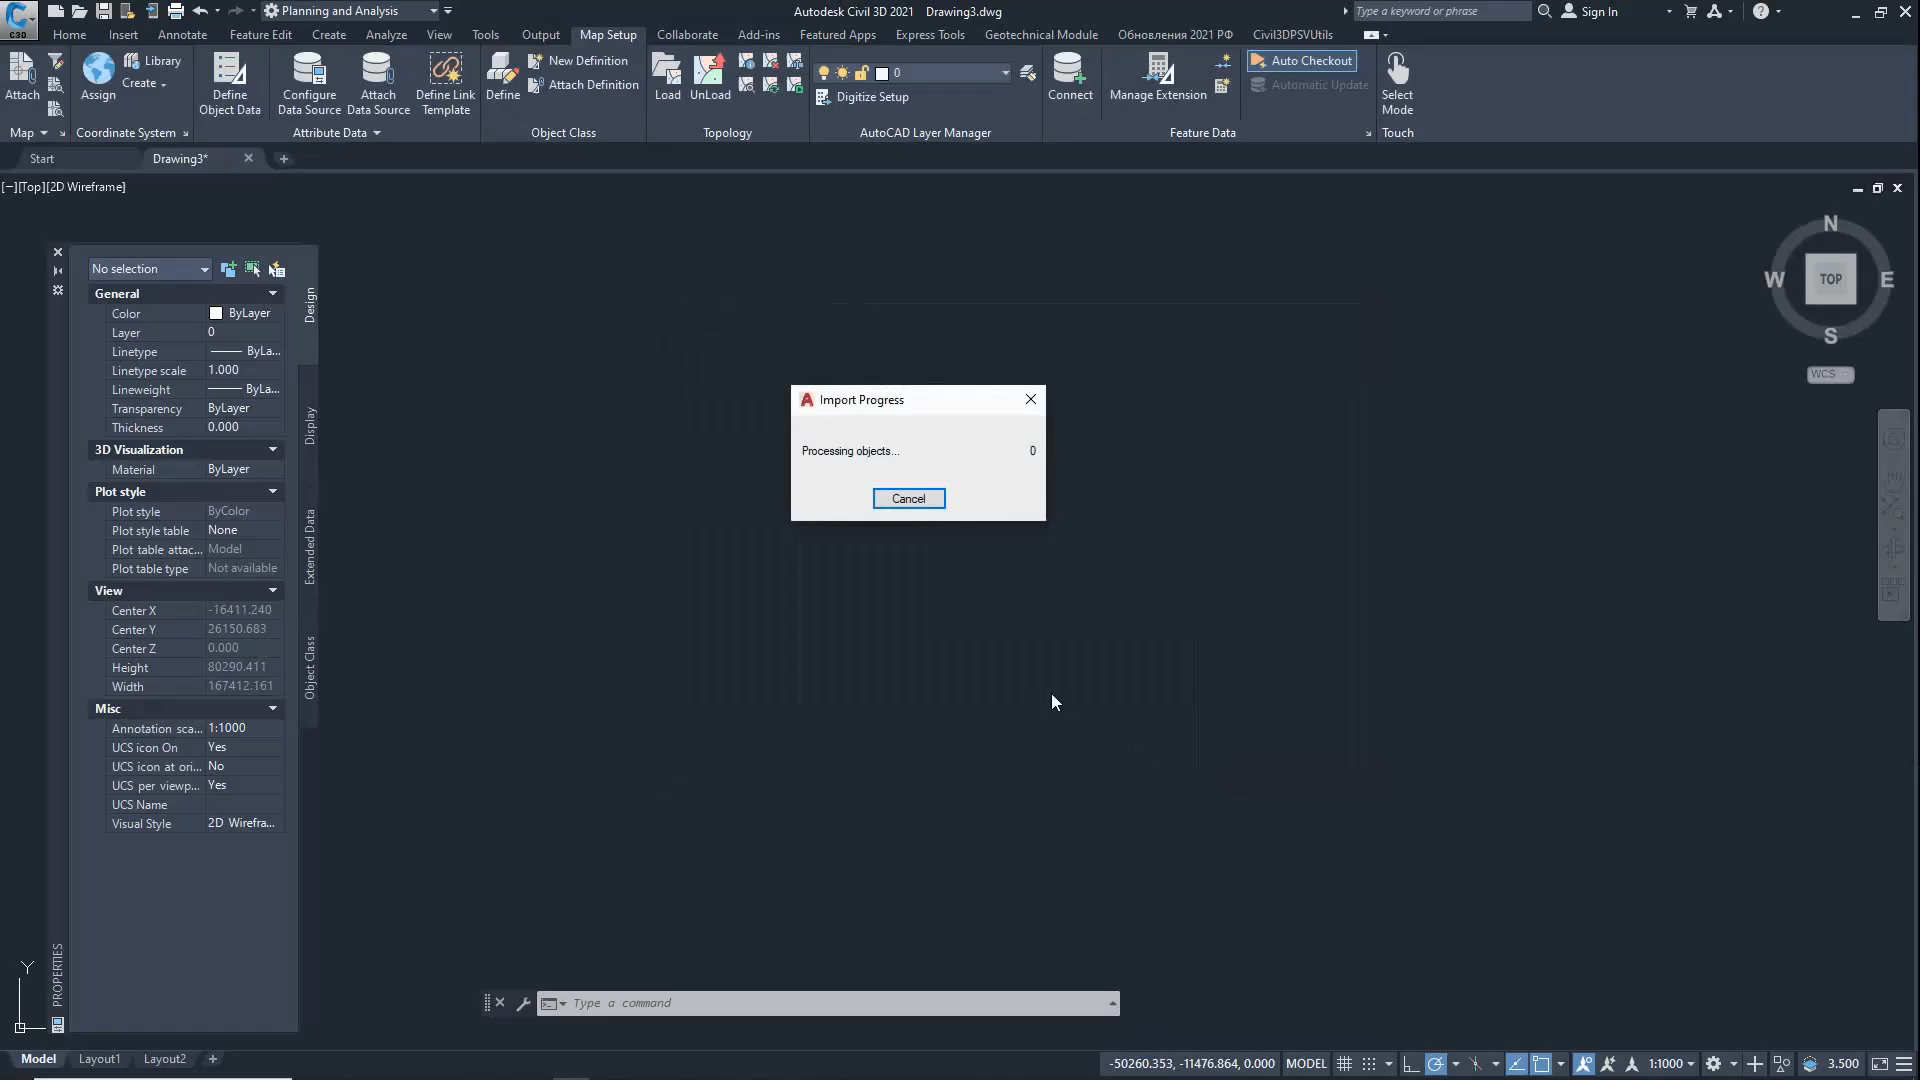 C3D
Planning and Analysis
Autodesk Civil 3D 2021 Drawing3.dwg
Type a keyword or phrase
Sign In
Home Insert Annotate Feature Edit Create Analyze View Tools Output Map Setup Collaborate Add-ins Featured Apps Express Tools Geotechnical Module Обновления 2021 РФ Civil3DPSVUtils
Attach
Assign
Library
Create
Define
Object Data
Configure
Data Source
Attach
Data Source
Define Link
Template
Define
New Definition
Attach Definition
Load
UnLoad
0
Digitize Setup
Connect
Manage Extension
Auto Checkout
Automatic Update
Select
Mode
Map Coordinate System Attribute Data Object Class Topology AutoCAD Layer Manager Feature Data Touch
Start Drawing3*
[−][Top][2D Wireframe]
N
W TOP E
S
WCS
No selection
General
Color ByLayer
Layer 0
Linetype ByLa...
Linetype scale 1.000
Lineweight ByLa...
Transparency ByLayer
Thickness 0.000
3D Visualization
Material ByLayer
Plot style
Plot style ByColor
Plot style table None
Plot table attac... Model
Plot table type Not available
View
Center X -16411.240
Center Y 26150.683
Center Z 0.000
Height 80290.411
Width 167412.161
Misc
Annotation sca... 1:1000
UCS icon On Yes
UCS icon at ori... No
UCS per viewp... Yes
UCS Name
Visual Style 2D Wirefra...
Design
Display
Extended Data
Object Class
PROPERTIES
Import Progress
Processing objects... 0
Cancel
Y
Type a command
Model Layout1 Layout2
-50260.353, -11476.864, 0.000 MODEL 1:1000 3.500